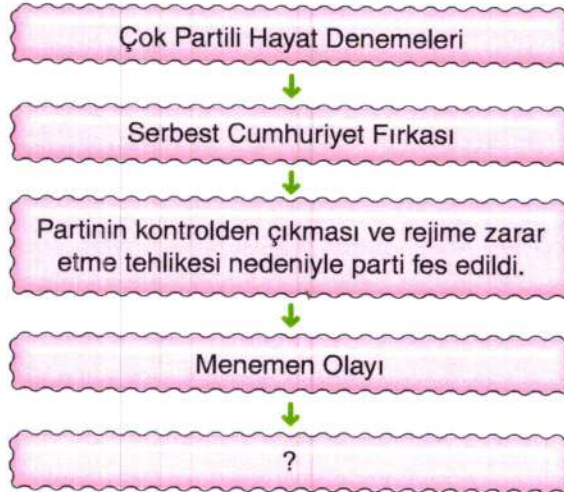 Çok Partili Hayat Denemeleri
Serbest Cumhuriyet Fırkası
Partinin kontrolden çıkması ve rejime zarar
etme tehlikesi nedeniyle parti fes edildi.
Menemen Olayı
?